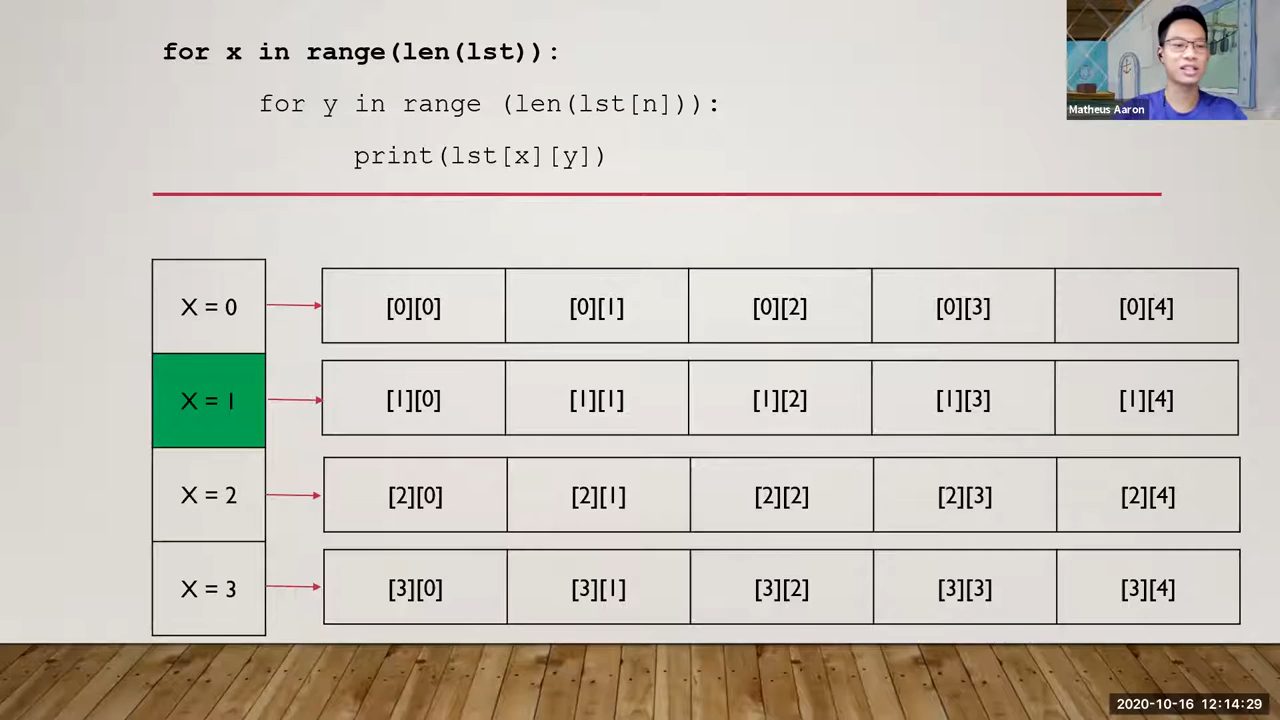 for x in range(len(lst)):
Matheus Aaron
for y in range (len(lst[n])):
print(lst[x][y])
X = 0 [0][0] [0][1] [0][2] [0][3] [0][4]
X = 1 [1][0] [1][1] [1][2] [1][3] [1][4]
X = 2 [2][0] [2][1] [2][2] [2][3] [2][4]
X = 3 [3][0] [3][1] [3][2] [3][3] [3][4]
2020-10-16 12:14:29